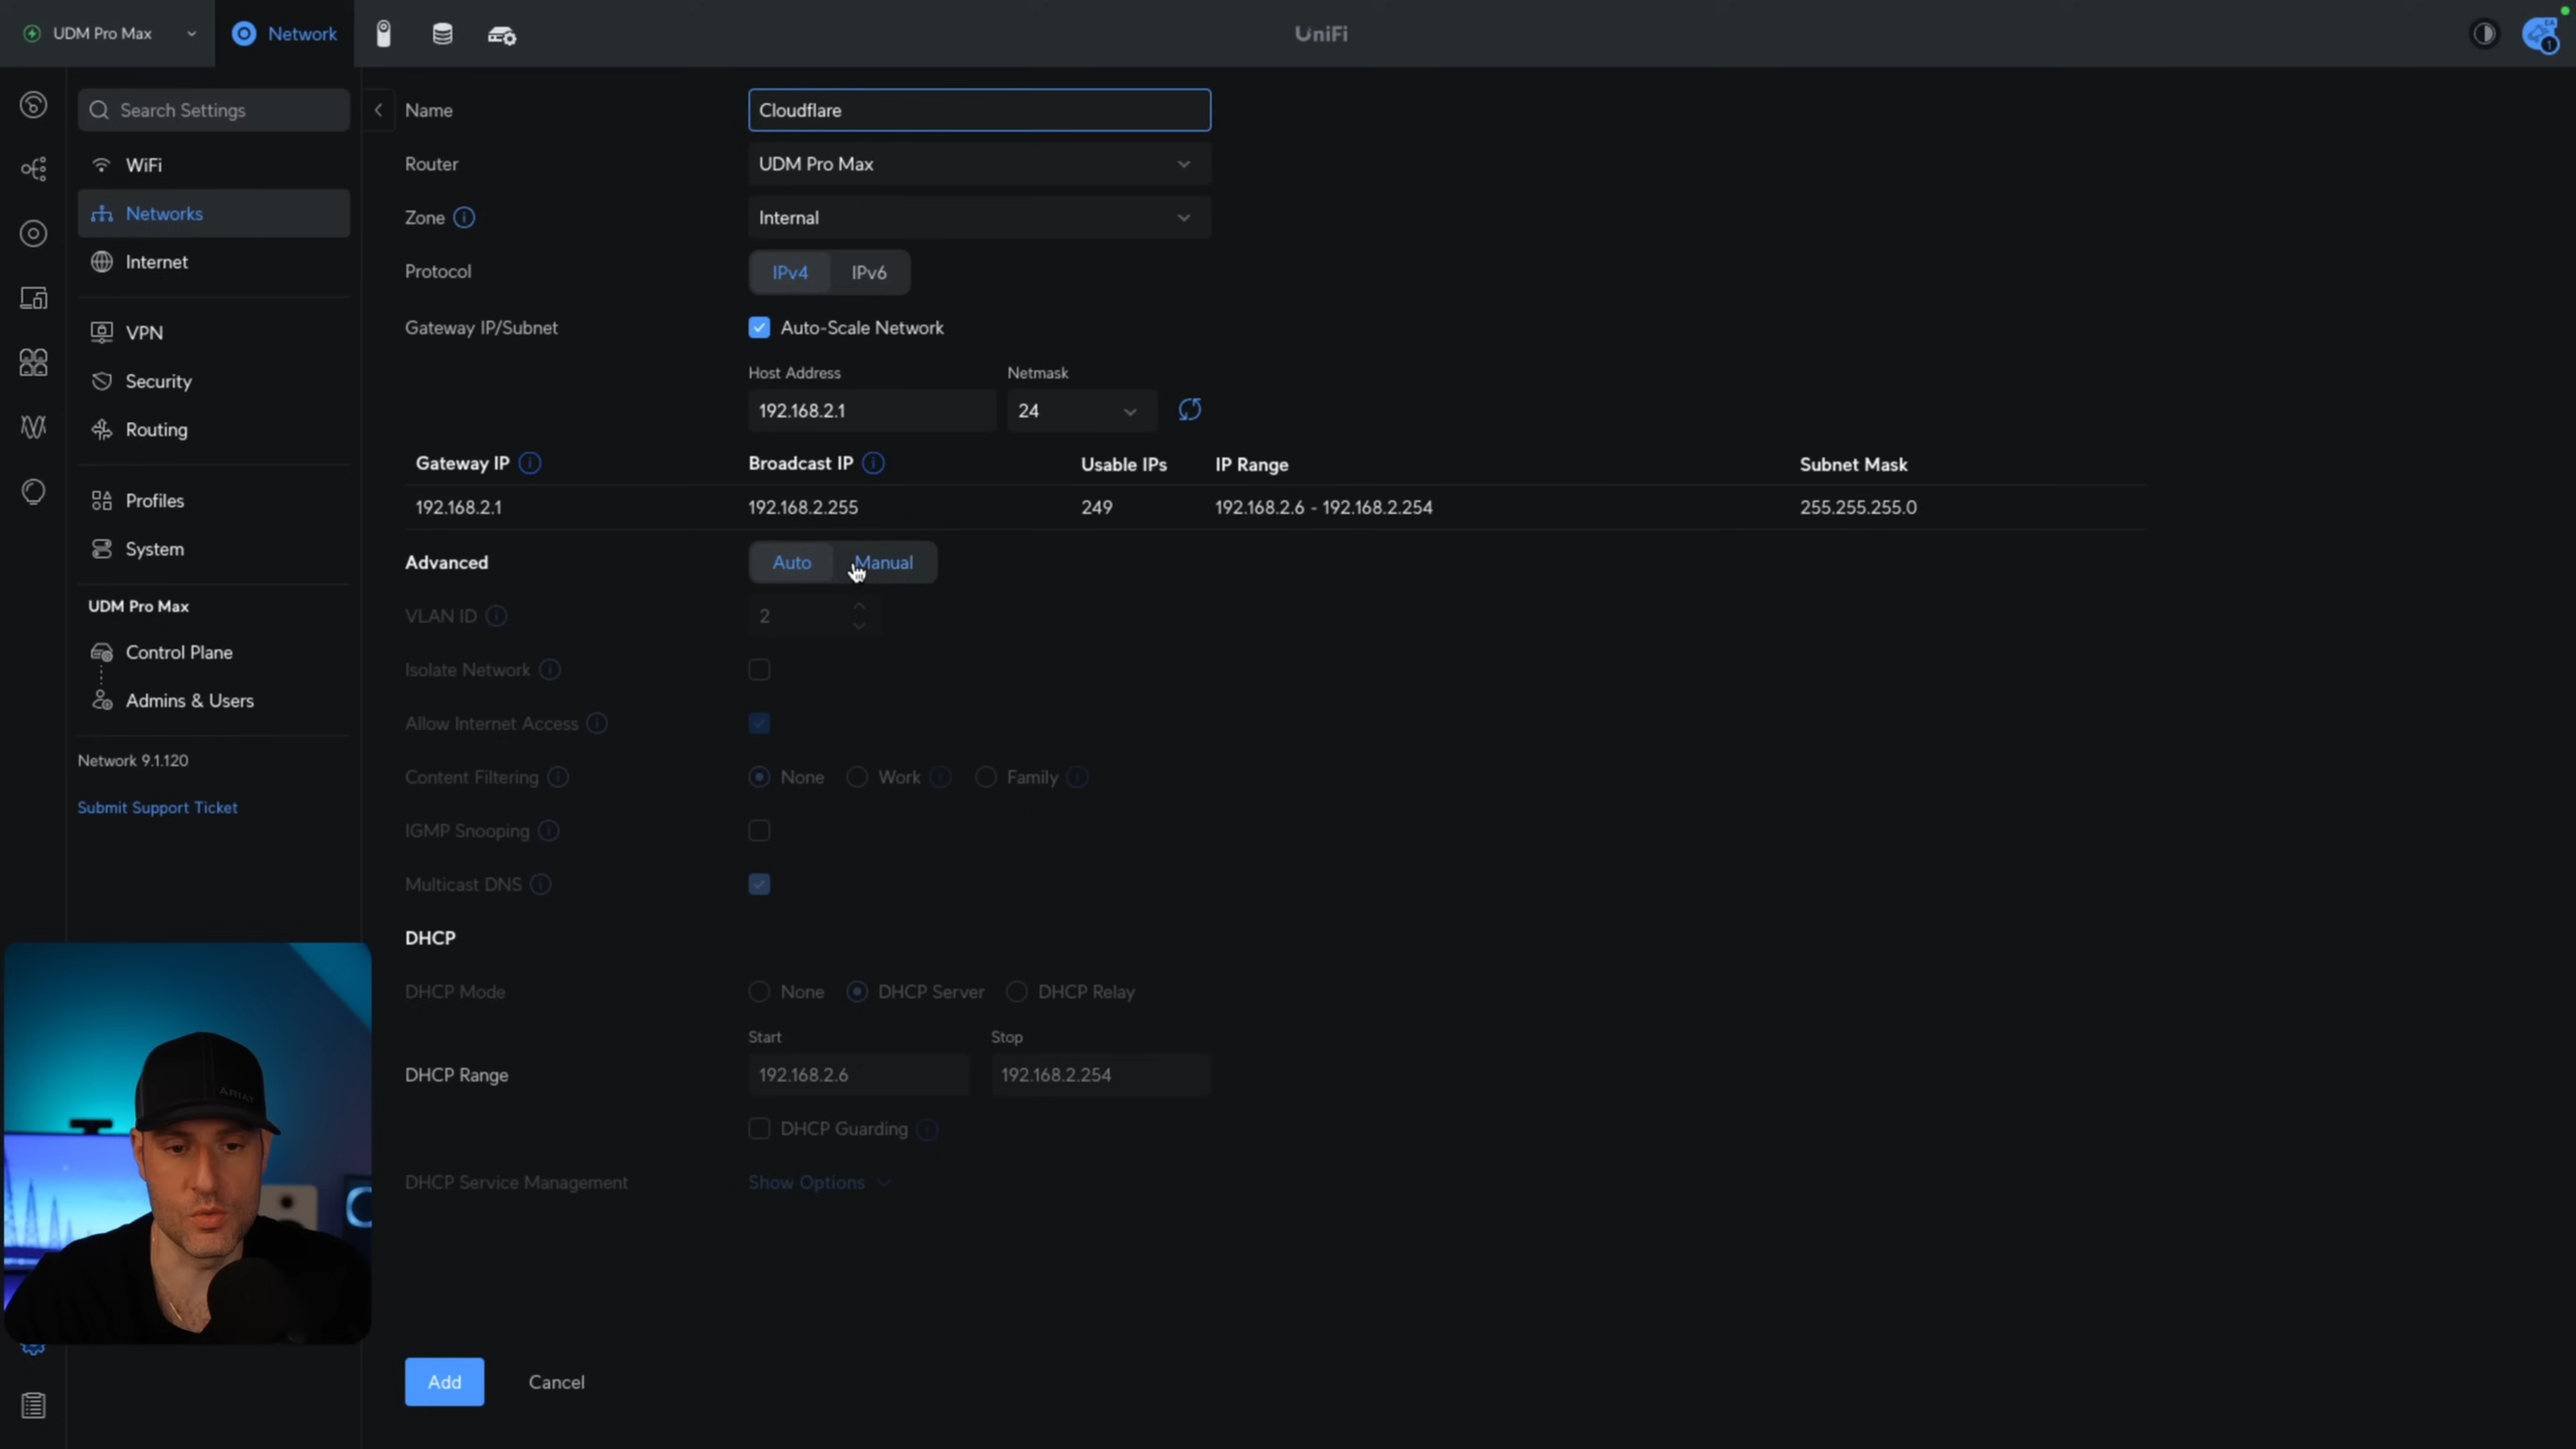 UDM Pro Max
Network
UniFi
EA
1
Search Settings
WiFi
Networks
Internet
VPN
Security
Routing
Profiles
System
UDM Pro Max
Control Plane
Admins & Users
Network 9.1.120
Submit Support Ticket
Name
Cloudflare
Router
UDM Pro Max
Zone
Internal
Protocol
IPv4 IPv6
Gateway IP/Subnet
Auto-Scale Network
Host Address Netmask
192.168.2.1 24
Gateway IP Broadcast IP Usable IPs IP Range Subnet Mask
192.168.2.1 192.168.2.255 249 192.168.2.6 - 192.168.2.254 255.255.255.0
Advanced
Auto Manual
VLAN ID
2
Isolate Network
Allow Internet Access
Content Filtering
None Work Family
IGMP Snooping
Multicast DNS
DHCP
DHCP Mode
None DHCP Server DHCP Relay
Start Stop
DHCP Range
192.168.2.6 192.168.2.254
DHCP Guarding
DHCP Service Management
Show Options
ARIAT
Add Cancel